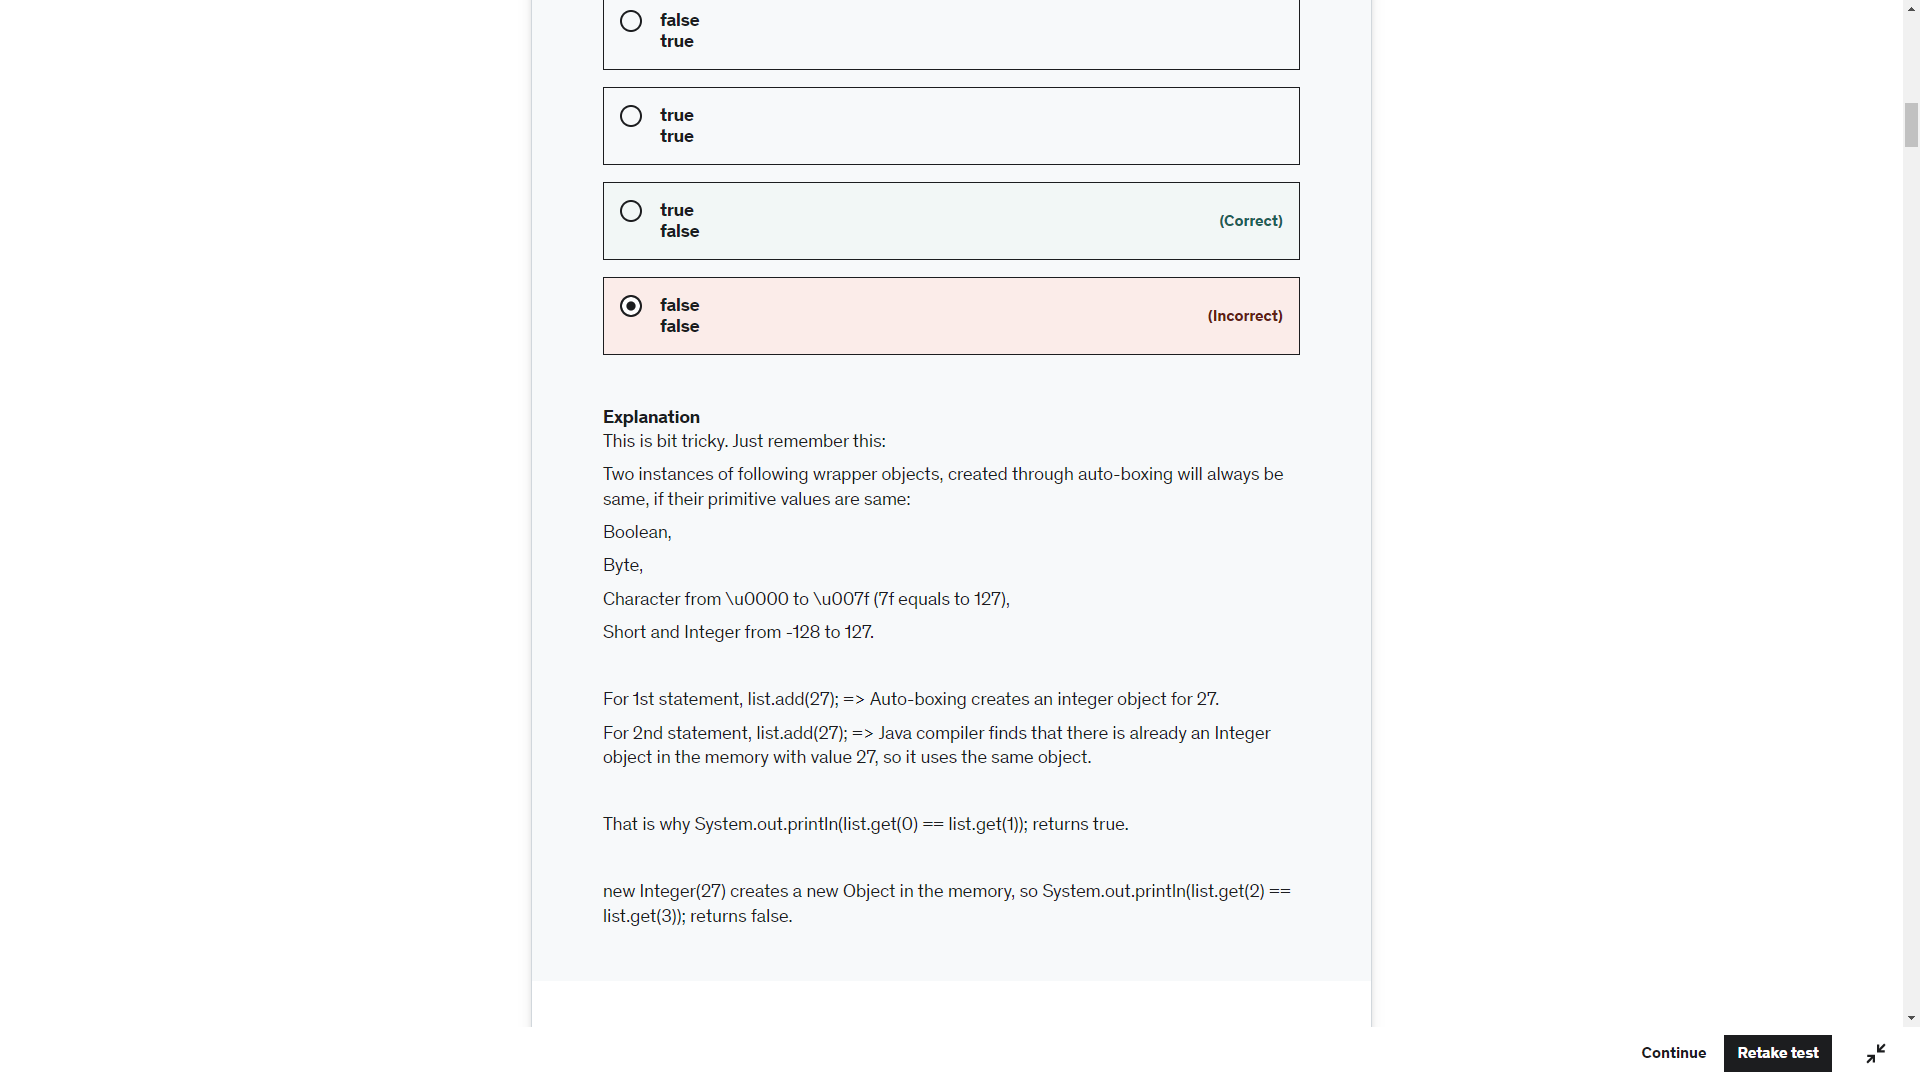 false
true
true
true
true
false
(Correct)
false
false
(Incorrect)
Explanation
This is bit tricky. Just remember this:
Two instances of following wrapper objects, created through auto-boxing will always be
same, if their primitive values are same:
Boolean,
Byte,
Character from \u0000 to \u007f (7f equals to 127),
Short and Integer from -128 to 127.
For 1st statement, list.add(27); => Auto-boxing creates an integer object for 27.
For 2nd statement, list.add(27); => Java compiler finds that there is already an Integer
object in the memory with value 27, so it uses the same object.
That is why System.out.println(list.get(0) == list.get(1)); returns true.
new Integer(27) creates a new Object in the memory, so System.out.println(list.get(2) ==
list.get(3)); returns false.
Continue
Retake test